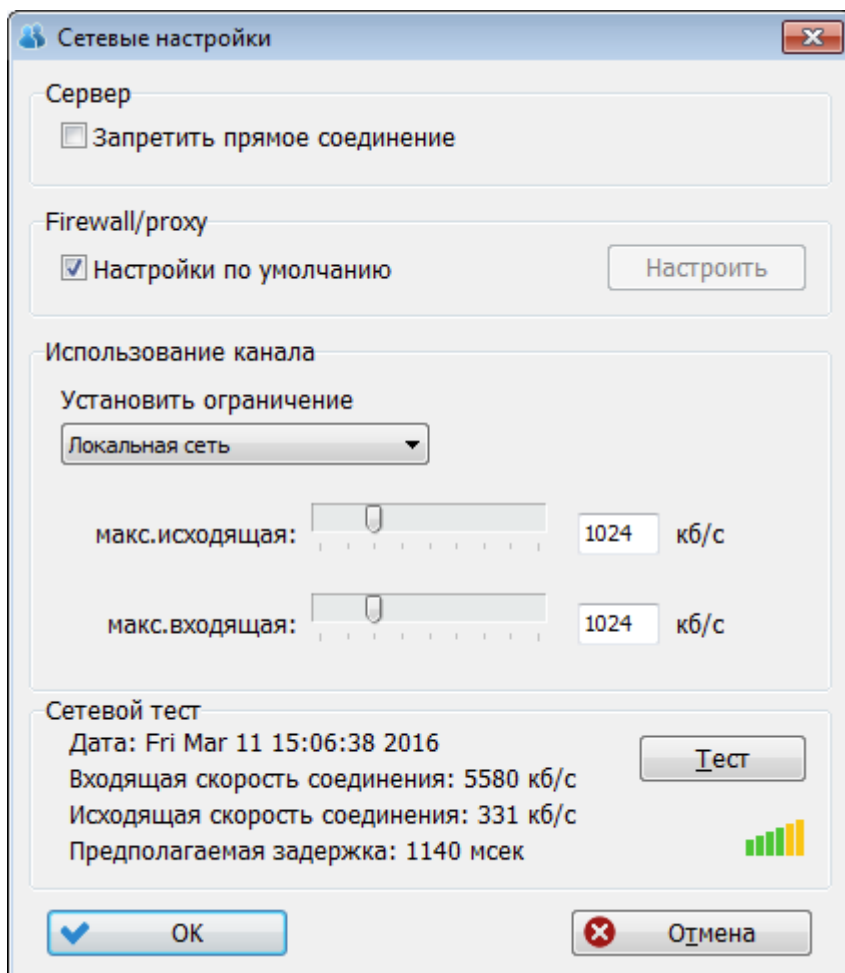 Сетевые настройки
Сервер
Запретить прямое соединение
Firewall/proxy
Настройки по умолчанию
Настроить
Использование канала
Установить ограничение
Локальная сеть
макс.исходящая: 1024 кб/с
макс.входящая: 1024 кб/с
Сетевой тест
Дата: Fri Mar 11 15:06:38 2016
Тест
Входящая скорость соединения: 5580 кб/с
Исходящая скорость соединения: 331 кб/с
Предполагаемая задержка: 1140 мсек
OK
Отмена